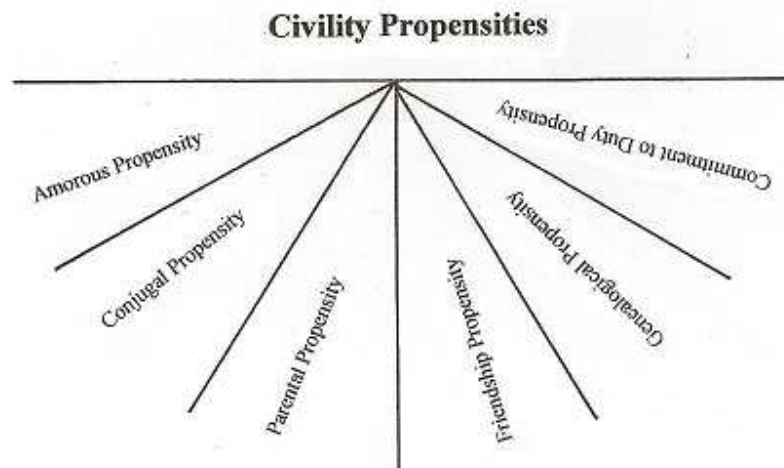 Civility Propensities
Amorous Propensity
Conjugal Propensity
Parental Propensity
Friendship Propensity
Genealogical Propensity
Commitment to Duty Propensity